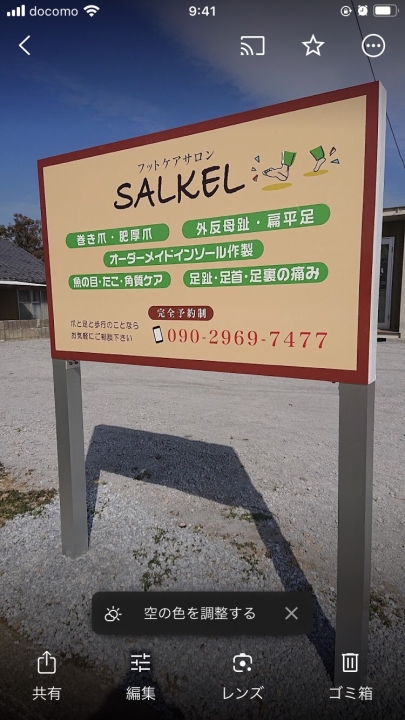 docomo 9:41
フットケアサロン
SALKEL
巻き爪・肥厚爪 外反母趾・扁平足
オーダーメイドインソール作製
魚の目・たこ・角質ケア 足趾・足首・足裏の痛み
完全予約制
爪と足と歩行のことなら
お気軽にご相談下さい
090-2969-7477
空の色を調整する
共有 編集 レンズ ゴミ箱